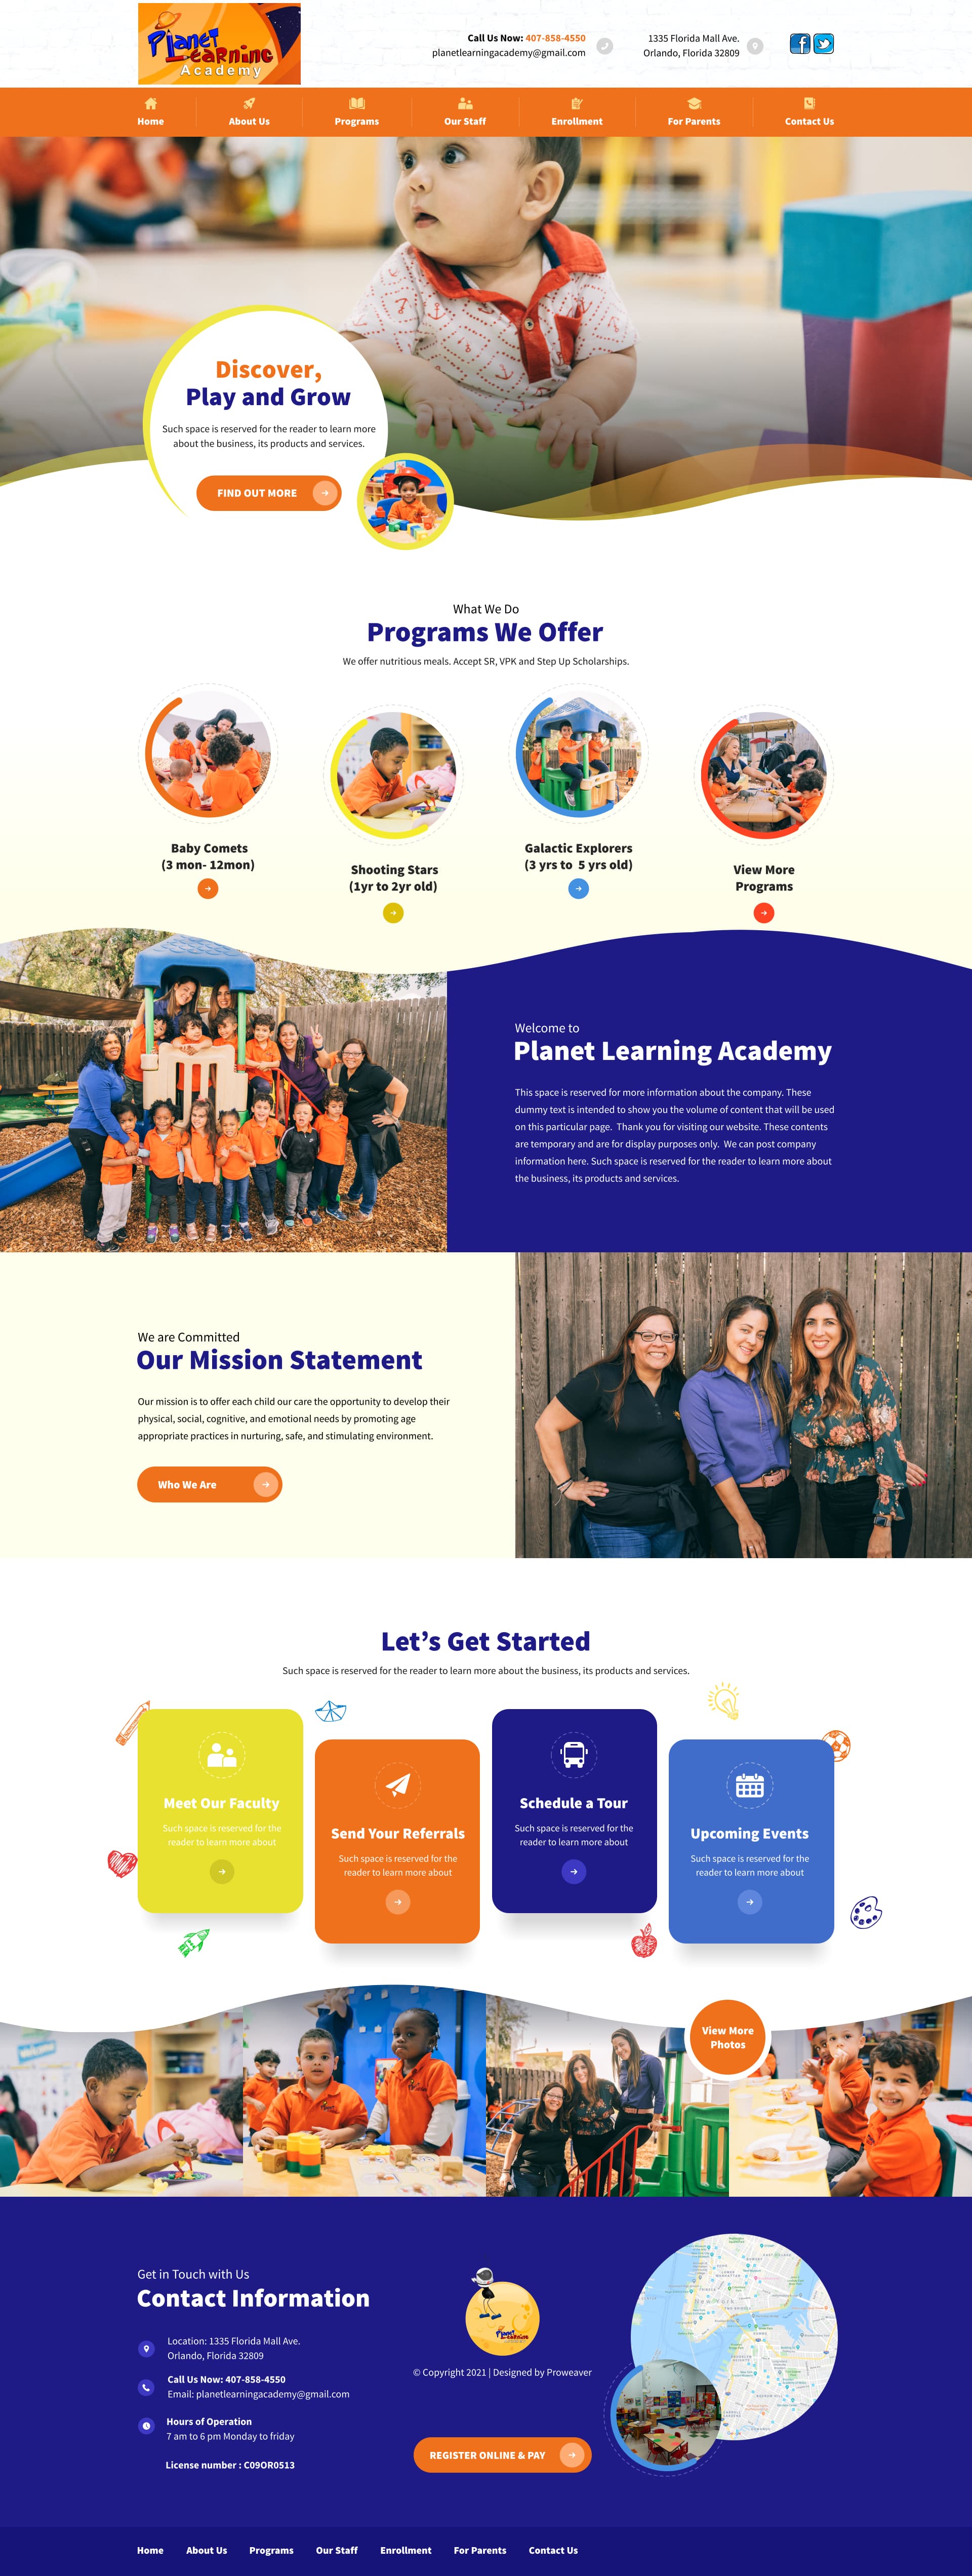 Planet
Learning
Academy
Call Us Now: 407-858-4550
planetlearningacademy@gmail.com
1335 Florida Mall Ave.
Orlando, Florida 32809
Home
About Us
Programs
Our Staff
Enrollment
For Parents
Contact Us
Discover,
Play and Grow
Such space is reserved for the reader to learn more
about the business, its products and services.
FIND OUT MORE
What We Do
Programs We Offer
We offer nutritious meals. Accept SR, VPK and Step Up Scholarships.
Baby Comets
(3 mon- 12mon)
Shooting Stars
(1yr to 2yr old)
Galactic Explorers
(3 yrs to  5 yrs old)
View More
Programs
Welcome to
Planet Learning Academy
This space is reserved for more information about the company. These
dummy text is intended to show you the volume of content that will be used
on this particular page.  Thank you for visiting our website. These contents
are temporary and are for display purposes only.  We can post company
information here. Such space is reserved for the reader to learn more about
the business, its products and services.
We are Committed
Our Mission Statement
Our mission is to offer each child our care the opportunity to develop their
physical, social, cognitive, and emotional needs by promoting age
appropriate practices in nurturing, safe, and stimulating environment.
Who We Are
Let's Get Started
Such space is reserved for the reader to learn more about the business, its products and services.
Meet Our Faculty
Such space is reserved for the
reader to learn more about
Send Your Referrals
Such space is reserved for the
reader to learn more about
Schedule a Tour
Such space is reserved for the
reader to learn more about
Upcoming Events
Such space is reserved for the
reader to learn more about
View More
Photos
Get in Touch with Us
Contact Information
Location: 1335 Florida Mall Ave.
Orlando, Florida 32809
Call Us Now: 407-858-4550
Email: planetlearningacademy@gmail.com
Hours of Operation
7 am to 6 pm Monday to friday
License number : C09OR0513
Planet
Learning
© Copyright 2021 | Designed by Proweaver
REGISTER ONLINE & PAY
Home
About Us
Programs
Our Staff
Enrollment
For Parents
Contact Us